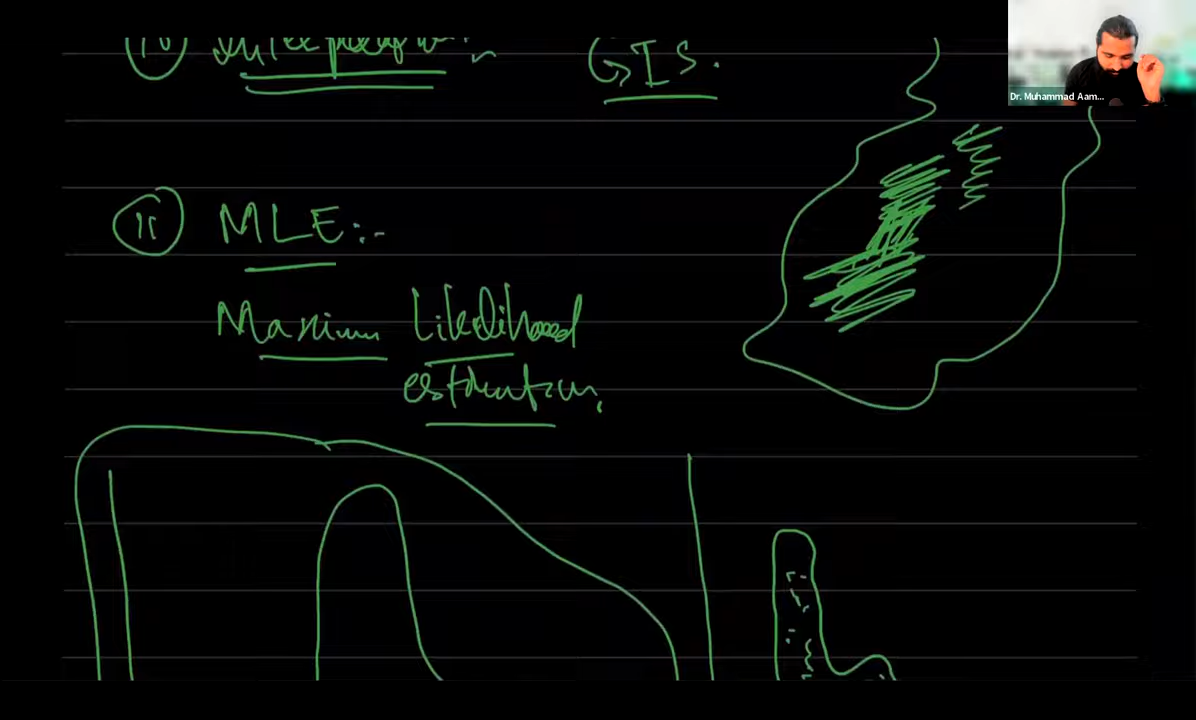 GIS.
Dr. Muhammad Aam...
(11) MLE:-
Maximum Likelihood
estimation.